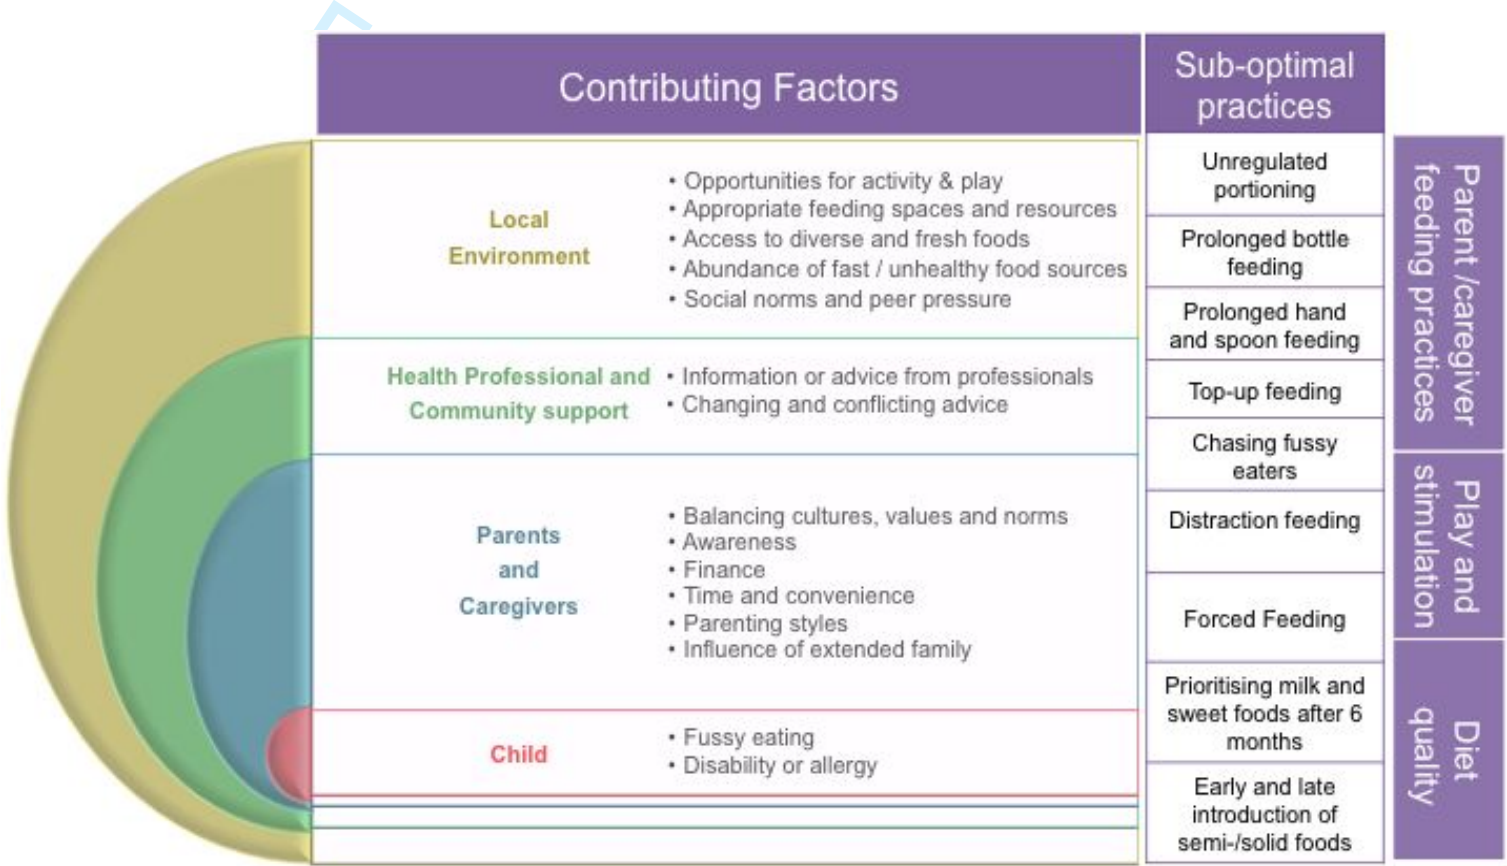 Contributing Factors
Sub-optimal
practices
Local
Environment
• Opportunities for activity & play
• Appropriate feeding spaces and resources
• Access to diverse and fresh foods
• Abundance of fast / unhealthy food sources
• Social norms and peer pressure
Health Professional and
Community support
• Information or advice from professionals
• Changing and conflicting advice
Parents
and
Caregivers
• Balancing cultures, values and norms
• Awareness
• Finance
• Time and convenience
• Parenting styles
• Influence of extended family
Child
• Fussy eating
• Disability or allergy
Unregulated
portioning
Prolonged bottle
feeding
Prolonged hand
and spoon feeding
Top-up feeding
Chasing fussy
eaters
Distraction feeding
Forced Feeding
Prioritising milk and
sweet foods after 6
months
Early and late
introduction of
semi-/solid foods
Parent /caregiver
feeding practices
Play and
stimulation
Diet
quality